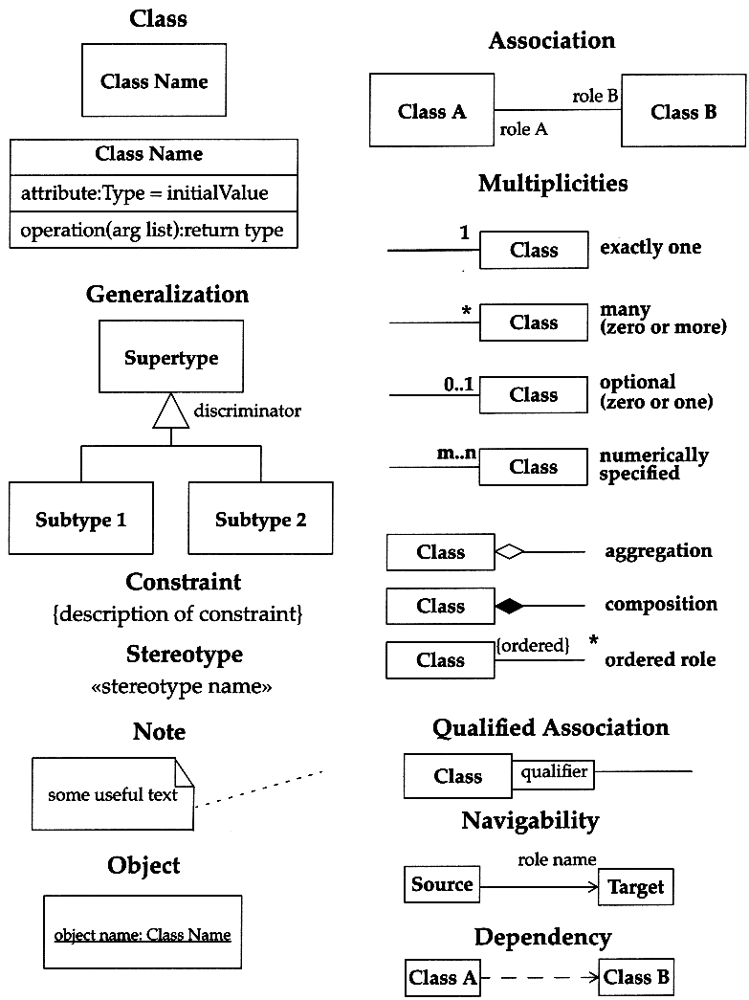 Class
Class Name
Class Name
attribute:Type = initialValue
operation(arg list):return type
Generalization
Supertype
discriminator
Subtype 1
Subtype 2
Constraint
{description of constraint}
Stereotype
«stereotype name»
Note
some useful text
Object
object name: Class Name
Association
Class A
role B
role A
Class B
Multiplicities
1
Class
exactly one
*
Class
many
(zero or more)
0..1
Class
optional
(zero or one)
m..n
Class
numerically
specified
Class
aggregation
Class
composition
Class
{ordered}
*
ordered role
Qualified Association
Class
qualifier
Navigability
Source
role name
Target
Dependency
Class A
Class B